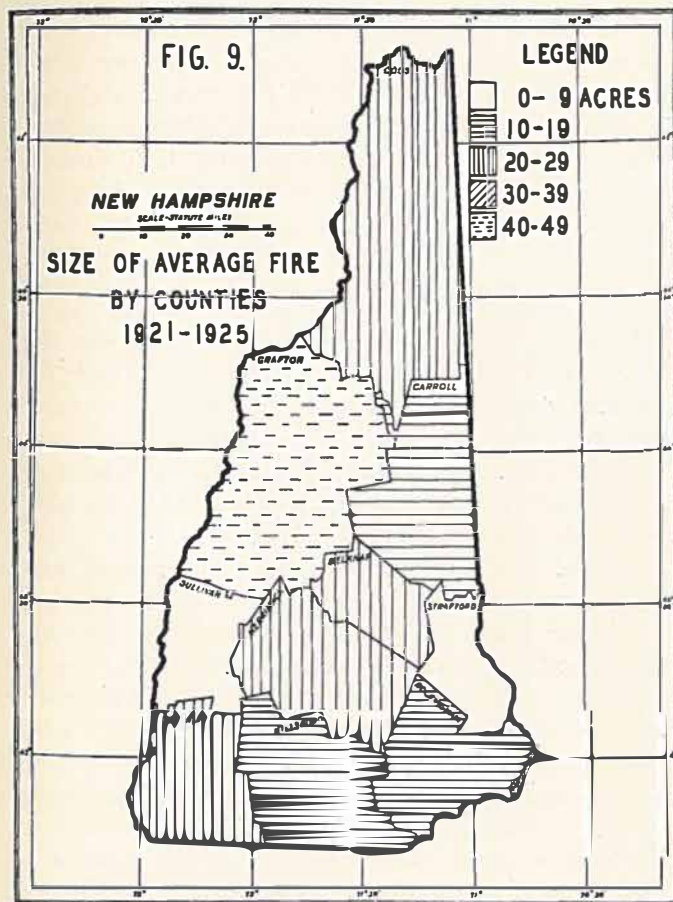 FIG. 9.
LEGEND
0-9 ACRES
10-19
20-29
30-39
40-49
NEW HAMPSHIRE
SCALE-STATUTE MILES
SIZE OF AVERAGE FIRE
BY COUNTIES
1921-1925
COOS
GRAFTON
CARROLL
BELKNAP
SULLIVAN
STRAFFORD